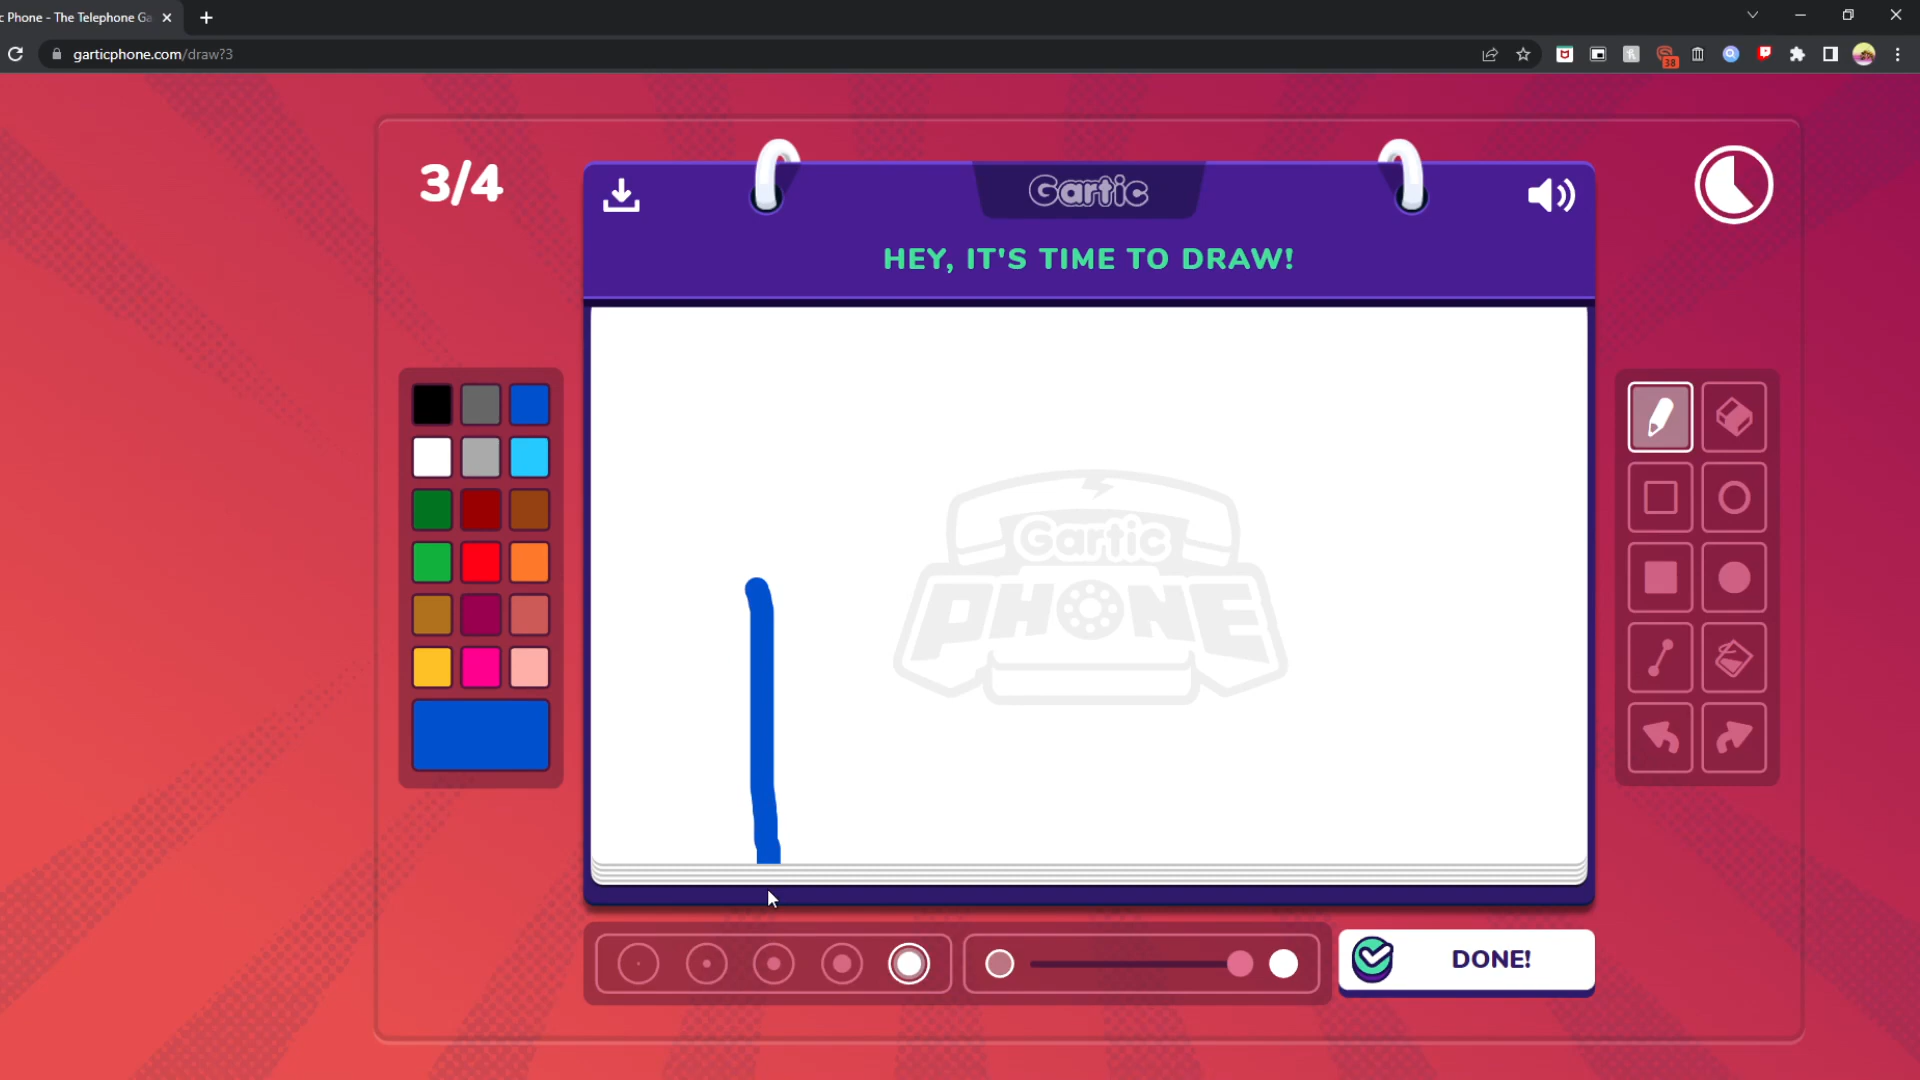 c Phone - The Telephone Ga
garticphone.com/draw?3
38
3/4
Gartic
HEY, IT'S TIME TO DRAW!
Gartic
PHONE
DONE!